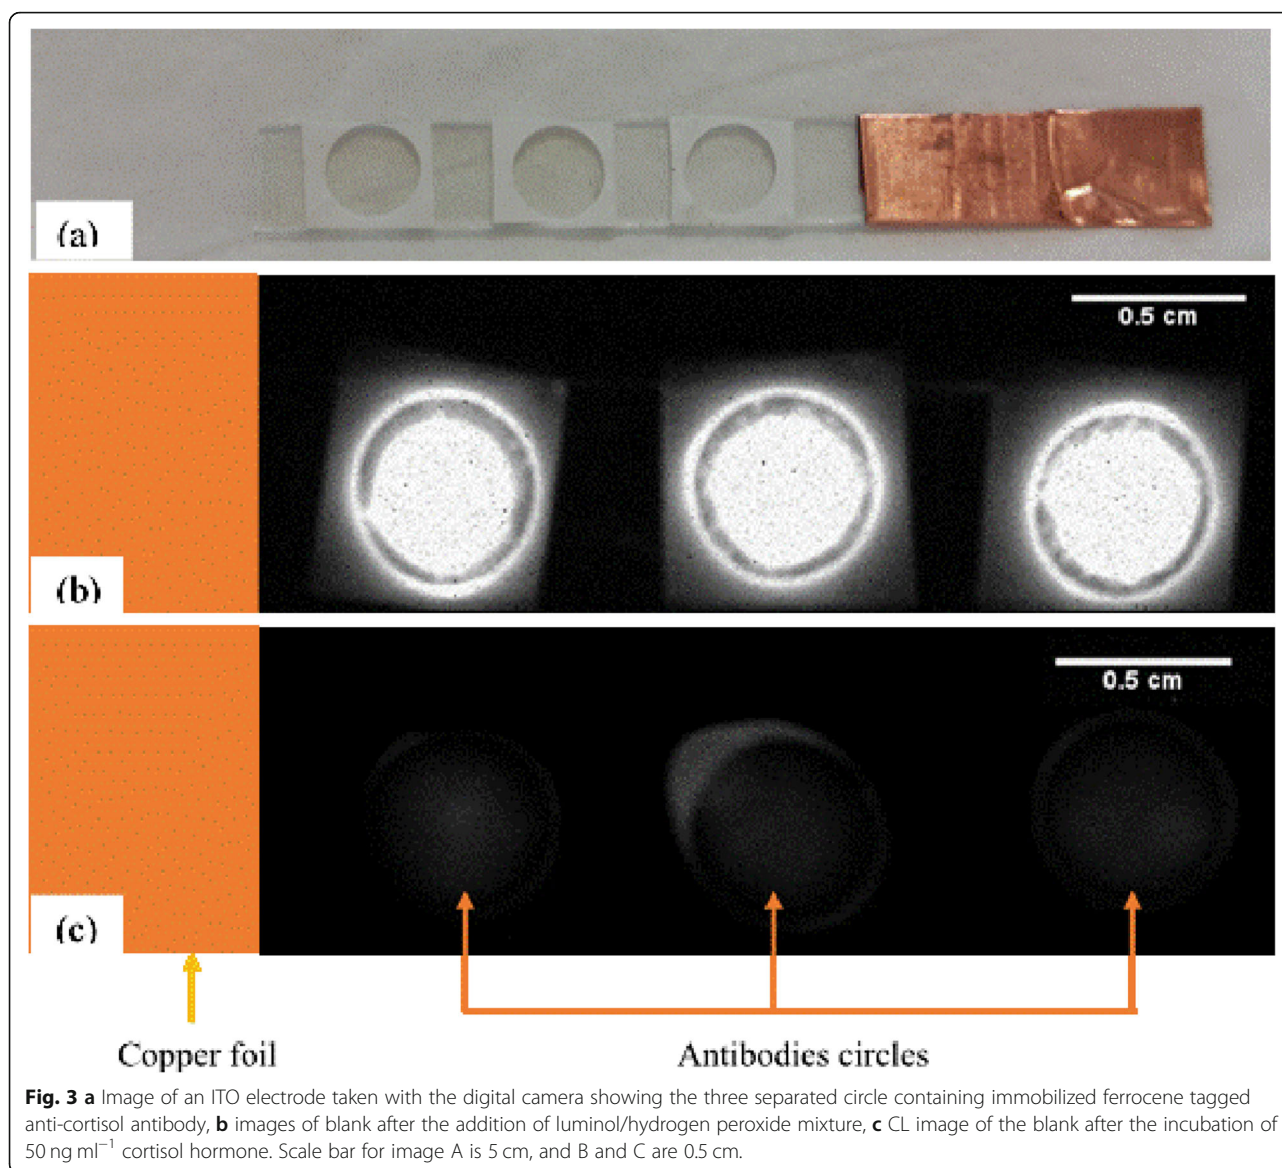 (a)
0.5 cm
(b)
0.5 cm
(c)
Copper foil
Antibodies circles
Fig. 3 a Image of an ITO electrode taken with the digital camera showing the three separated circle containing immobilized ferrocene tagged
anti-cortisol antibody, b images of blank after the addition of luminol/hydrogen peroxide mixture, c CL image of the blank after the incubation of
50 ng ml⁻¹ cortisol hormone. Scale bar for image A is 5 cm, and B and C are 0.5 cm.